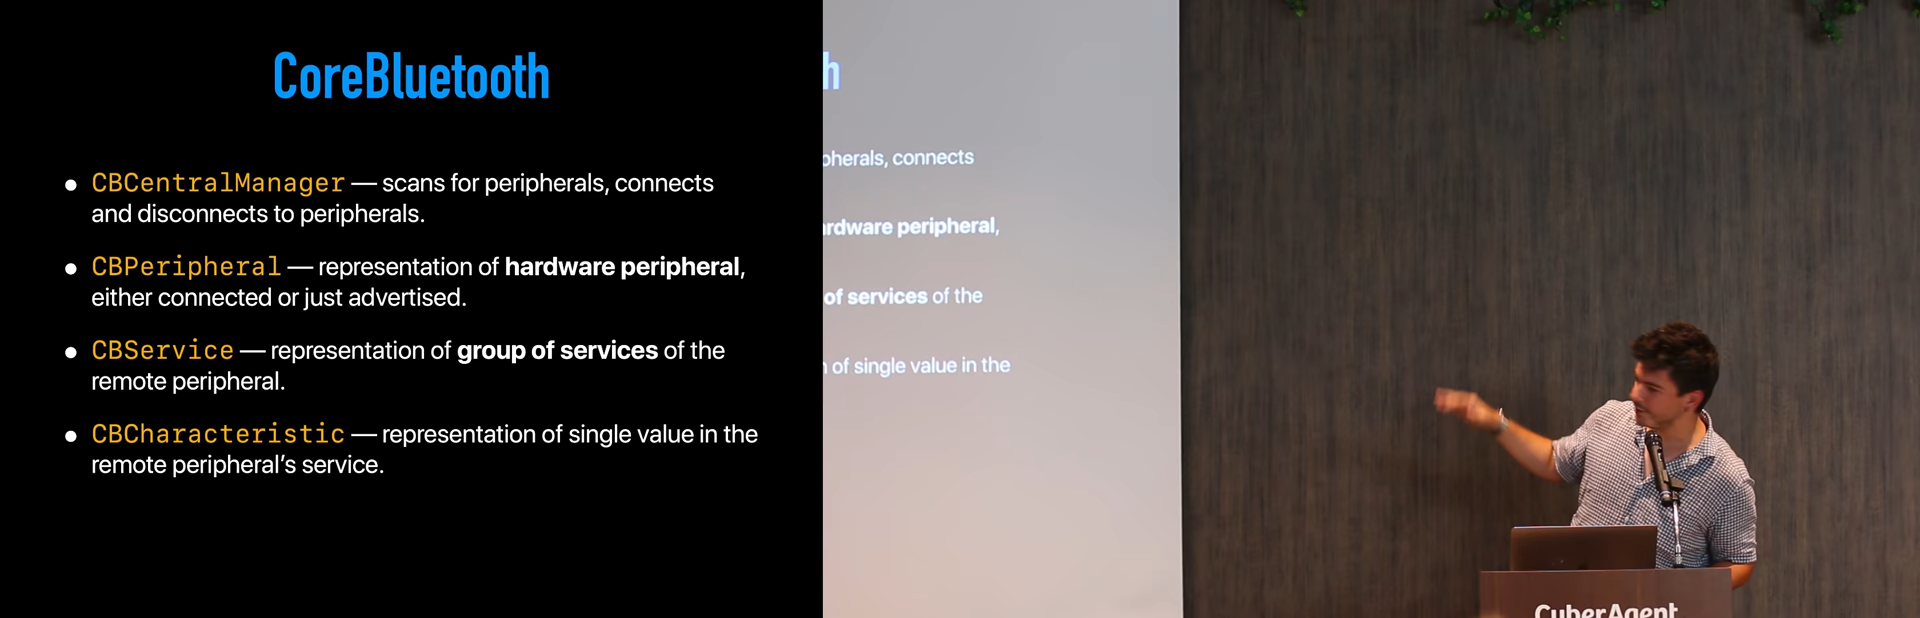 CoreBluetooth
• CBCentralManager — scans for peripherals, connects
and disconnects to peripherals.
• CBPeripheral — representation of hardware peripheral,
either connected or just advertised.
• CBService — representation of group of services of the
remote peripheral.
• CBCharacteristic — representation of single value in the
remote peripheral’s service.
h
pherals, connects
ardware peripheral,
of services of the
of single value in the
CyberAgent